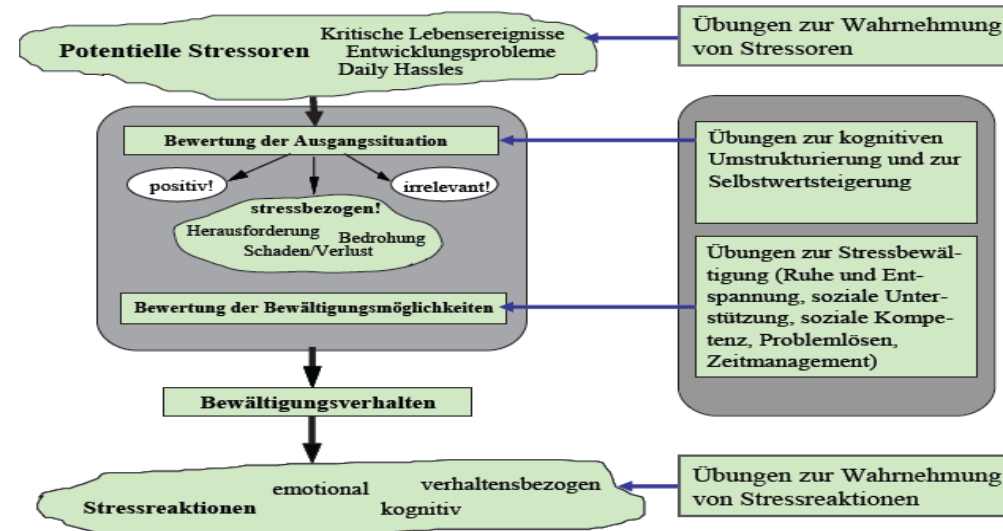 Potentielle Stressoren
Kritische Lebensereignisse
Entwicklungsprobleme
Daily Hassles
Übungen zur Wahrnehmung
von Stressoren
Bewertung der Ausgangssituation
positiv!
irrelevant!
stressbezogen!
Herausforderung
Bedrohung
Schaden/Verlust
Bewertung der Bewältigungsmöglichkeiten
Übungen zur kognitiven
Umstrukturierung und zur
Selbstwertsteigerung
Übungen zur Stressbewäl-
tigung (Ruhe und Ent-
spannung, soziale Unter-
stützung, soziale Kompe-
tenz, Problemlösen,
Zeitmanagement)
Bewältigungsverhalten
Stressreaktionen
emotional
verhaltensbezogen
kognitiv
Übungen zur Wahrnehmung
von Stressreaktionen